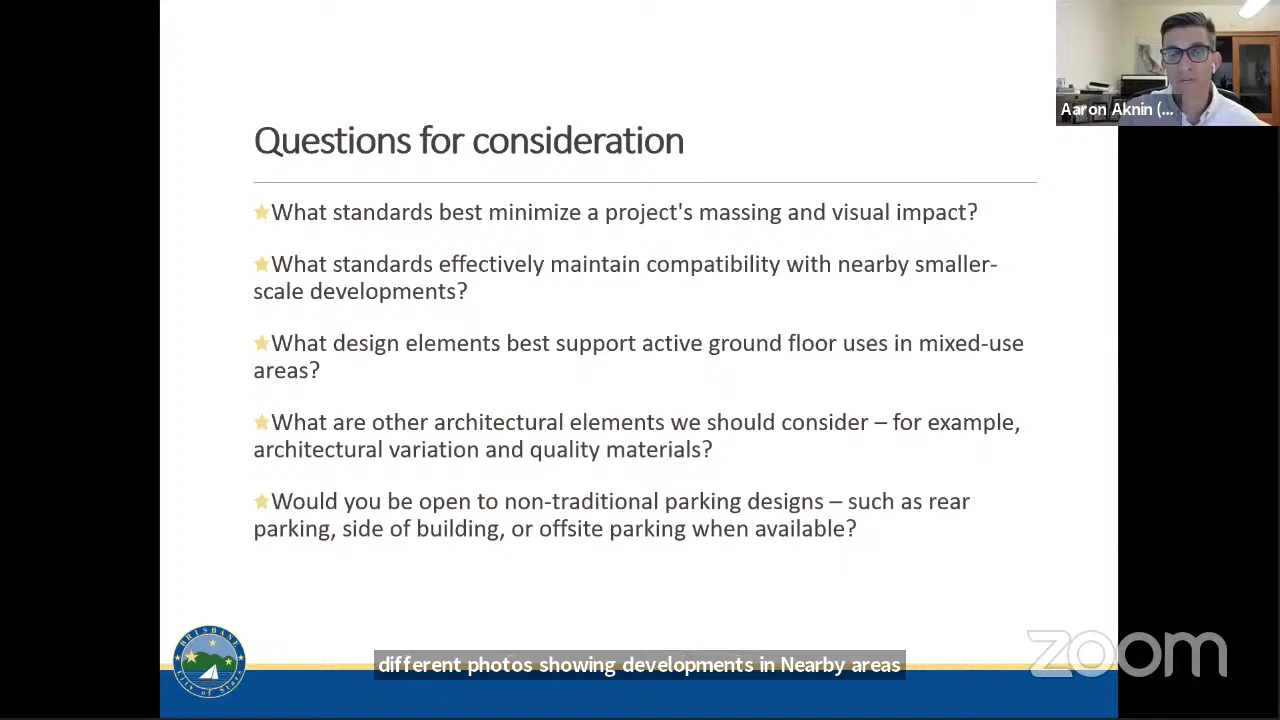 Aaron Aknin (...
Questions for consideration
What standards best minimize a project's massing and visual impact?
What standards effectively maintain compatibility with nearby smaller-
scale developments?
What design elements best support active ground floor uses in mixed-use
areas?
What are other architectural elements we should consider – for example,
architectural variation and quality materials?
Would you be open to non-traditional parking designs – such as rear
parking, side of building, or offsite parking when available?
BRISBANE
City of Stars
different photos showing developments in Nearby areas
zoom